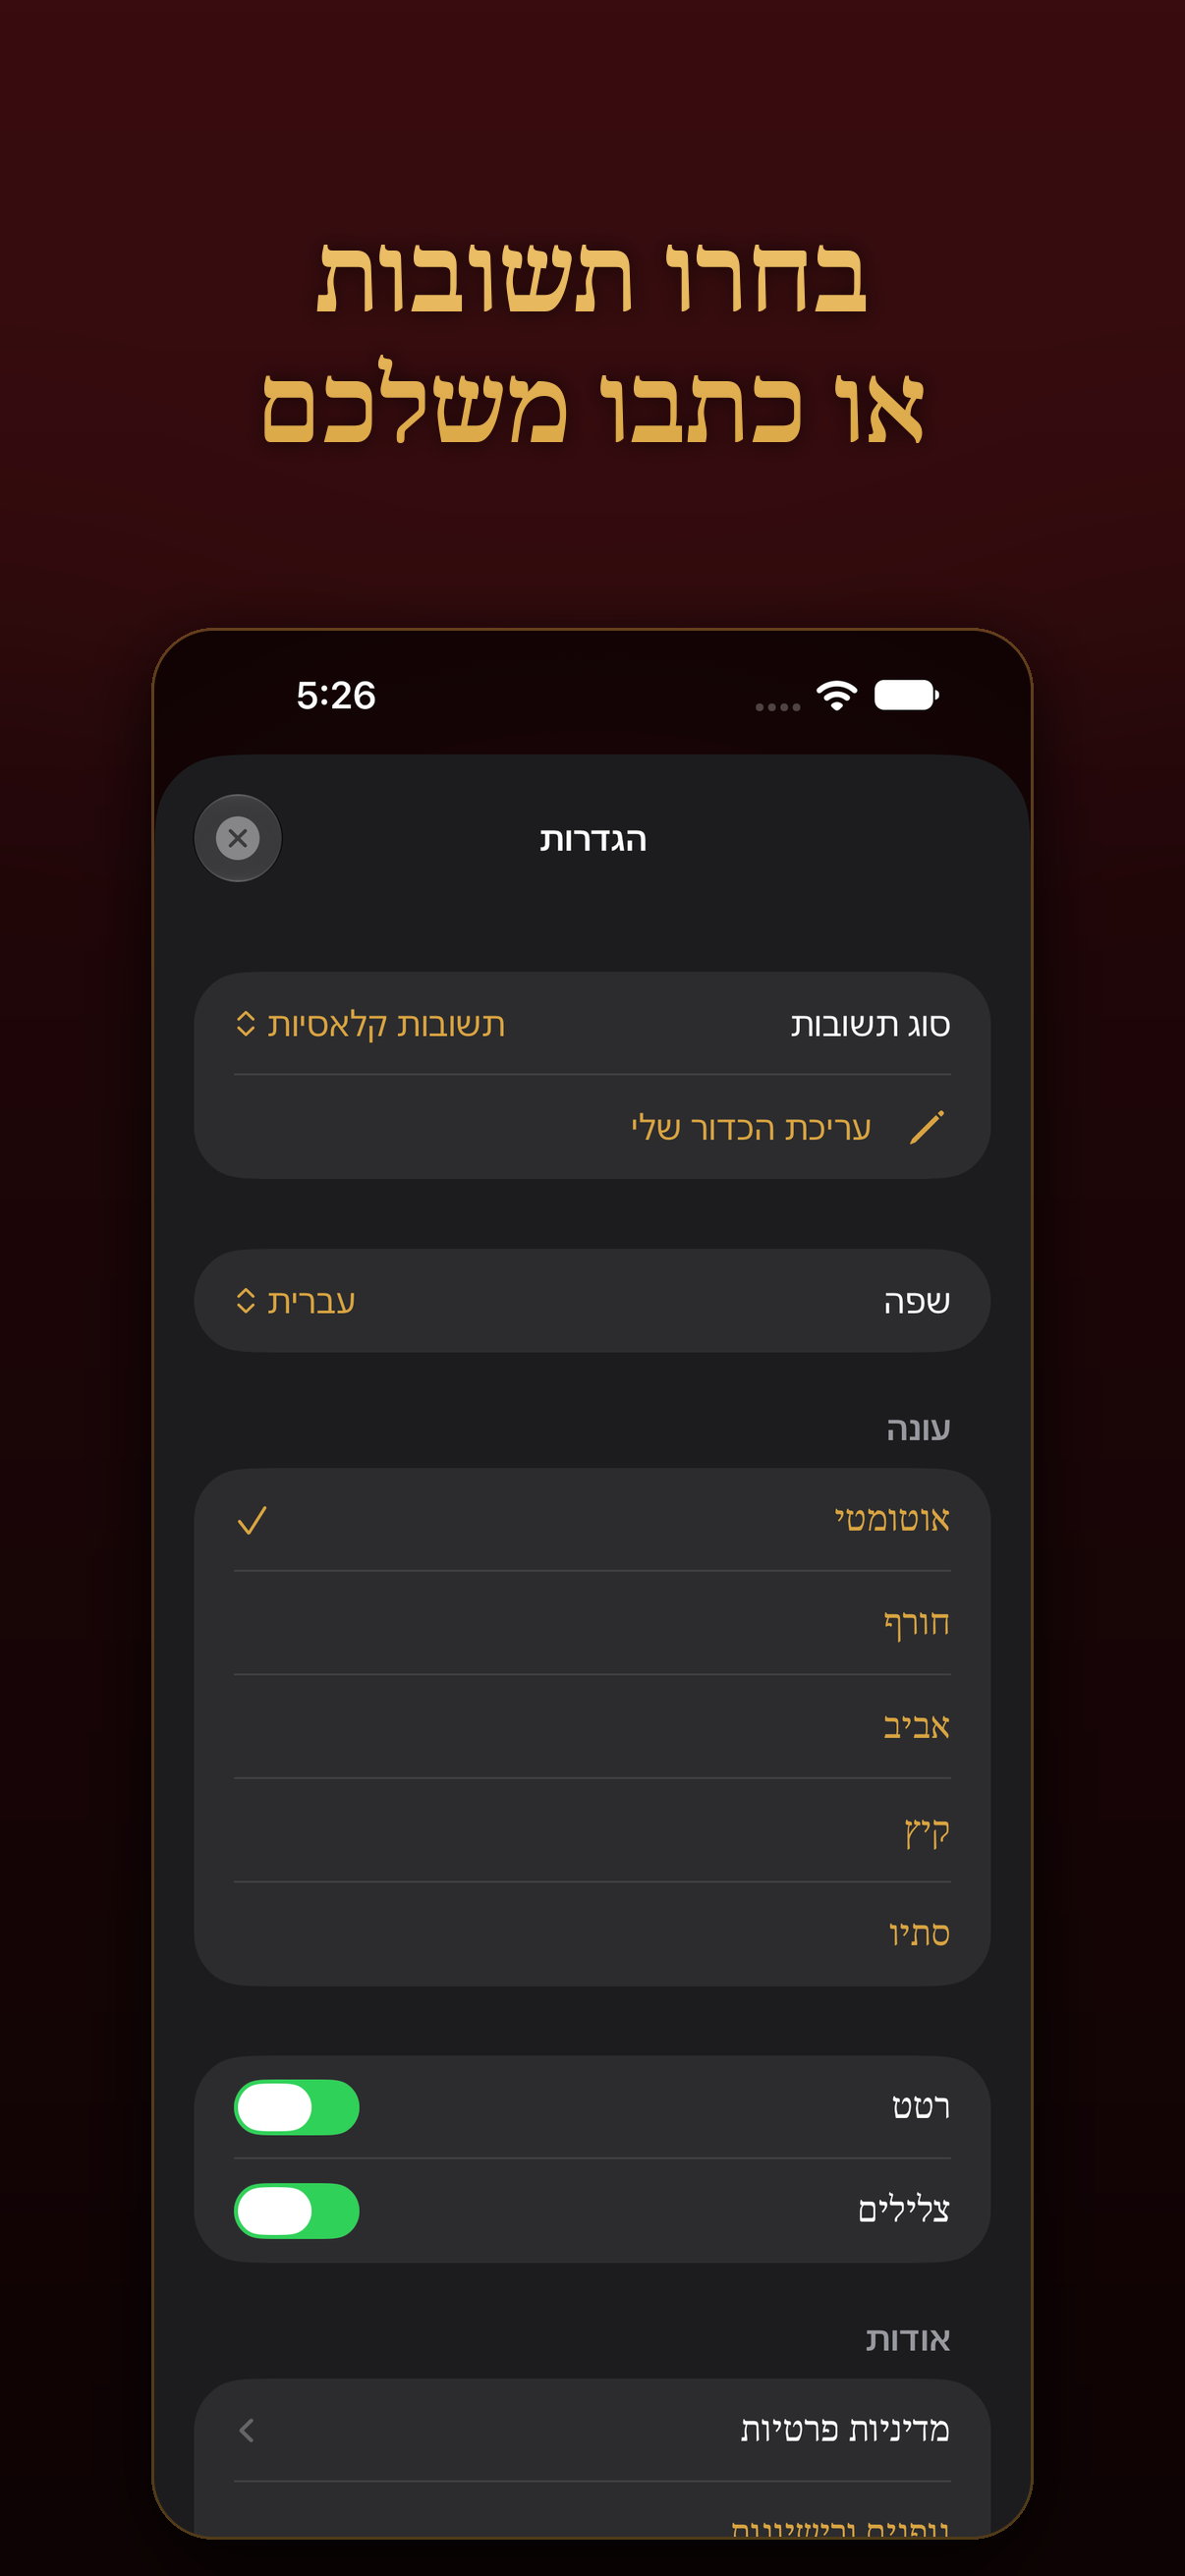 בחרו תשובות
או כתבו משלכם
5:26
הגדרות
סוג תשובות תשובות קלאסיות
עריכת הכדור שלי
שפה עברית
עונה
אוטומטי
חורף
אביב
קיץ
סתיו
רטט
צלילים
אודות
מדיניות פרטיות